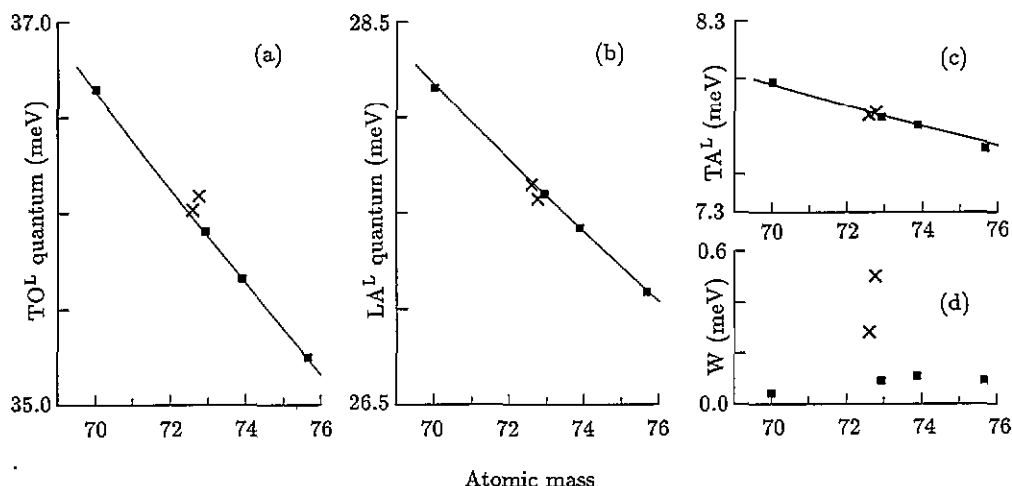 37.0
35.0
TO^L quantum (meV)
(a)
70 72 74 76
28.5
26.5
LA^L quantum (meV)
(b)
70 72 74 76
8.3
7.3
TA^L (meV)
(c)
70 72 74 76
0.6
0.0
W (meV)
(d)
70 72 74 76
Atomic mass